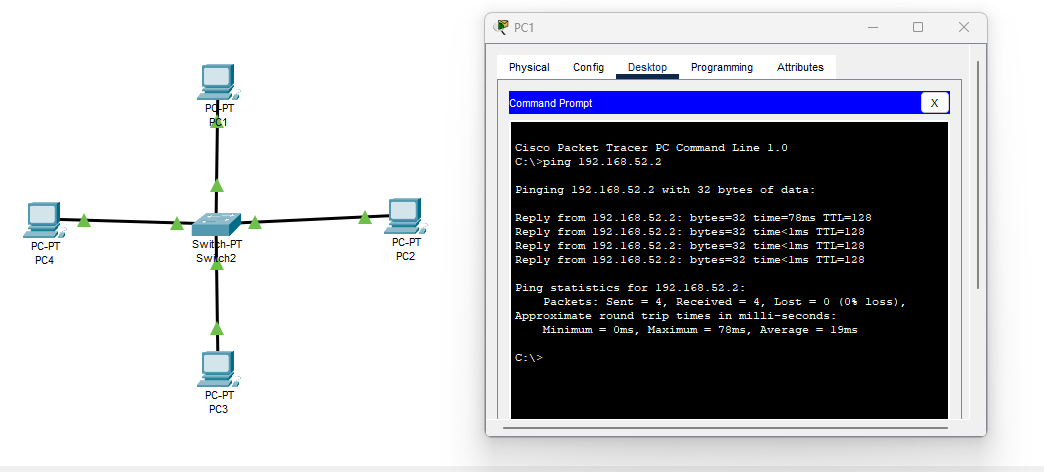 PC-PT
PC1
PC-PT
PC4
Switch-PT
Switch2
PC-PT
PC2
PC-PT
PC3
PC1
Physical Config Desktop Programming Attributes
Command Prompt
X
Cisco Packet Tracer PC Command Line 1.0
C:\>ping 192.168.52.2
Pinging 192.168.52.2 with 32 bytes of data:
Reply from 192.168.52.2: bytes=32 time=78ms TTL=128
Reply from 192.168.52.2: bytes=32 time<1ms TTL=128
Reply from 192.168.52.2: bytes=32 time<1ms TTL=128
Reply from 192.168.52.2: bytes=32 time<1ms TTL=128
Ping statistics for 192.168.52.2:
Packets: Sent = 4, Received = 4, Lost = 0 (0% loss),
Approximate round trip times in milli-seconds:
Minimum = 0ms, Maximum = 78ms, Average = 19ms
C:\>